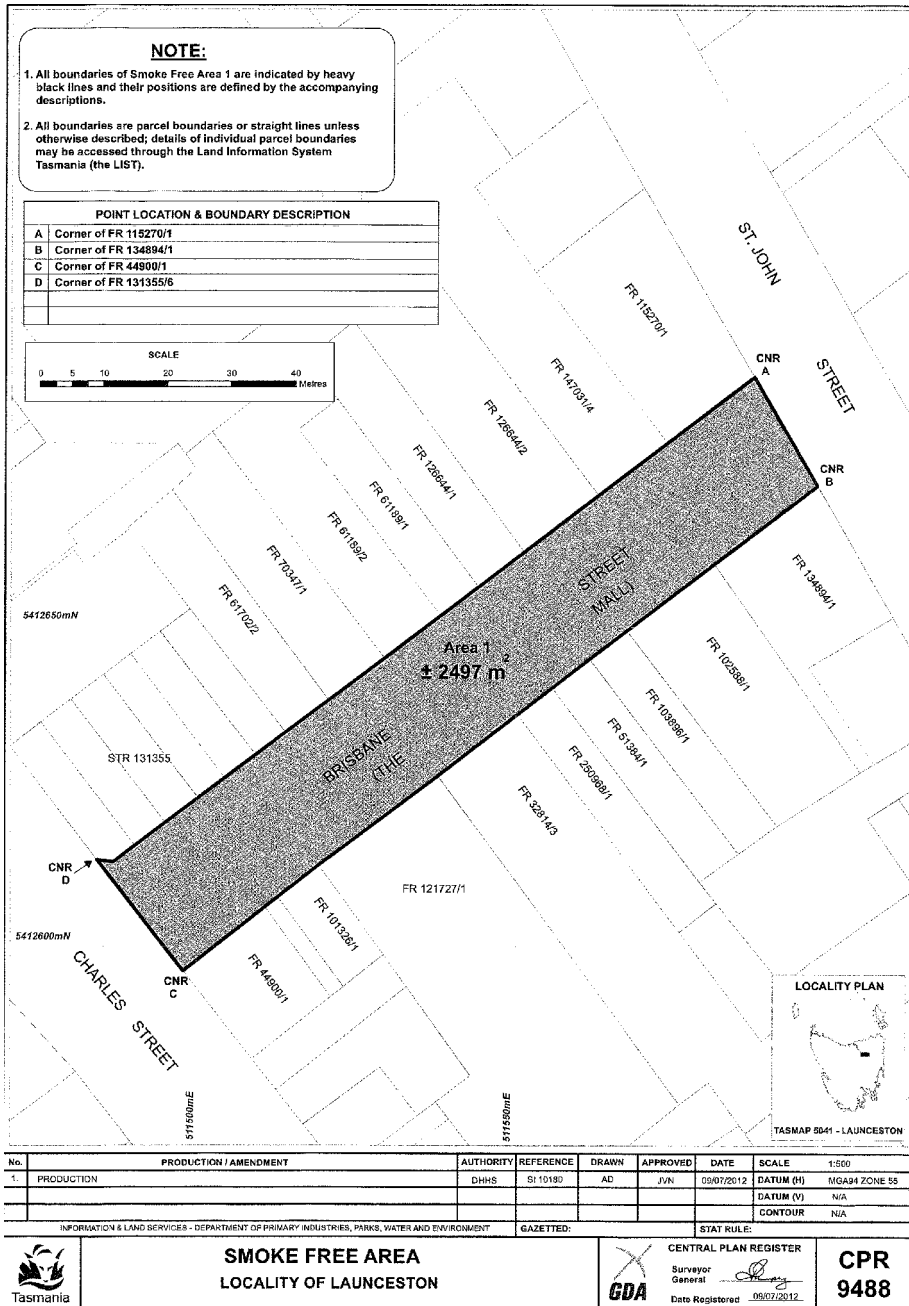 NOTE:
1. All boundaries of Smoke Free Area 1 are indicated by heavy
black lines and their positions are defined by the accompanying
descriptions.
2. All boundaries are parcel boundaries or straight lines unless
otherwise described; details of individual parcel boundaries
may be accessed through the Land Information System
Tasmania (the LIST).
POINT LOCATION & BOUNDARY DESCRIPTION
A Corner of FR 115270/1
B Corner of FR 134894/1
C Corner of FR 44900/1
D Corner of FR 131355/6
SCALE
0 5 10 20 30 40
Metres
ST. JOHN
STREET
FR 115270/1
CNR
A
FR 147031/4
FR 126644/2
CNR
B
FR 126644/1
FR 61189/1
FR 61189/2
FR 70347/1
FR 61702/2
STREET
MALL)
FR 134894/1
5412650mN
Area 1
± 2497 m²
FR 102588/1
FR 103896/1
FR 51384/1
FR 250968/1
FR 32814/3
BRISBANE
(THE
STR 131355
CNR
D
FR 121727/1
FR 101326/1
FR 44900/1
5412600mN
CNR
C
CHARLES STREET
511500mE
511550mE
LOCALITY PLAN
TASMAP 5041 - LAUNCESTON
No. PRODUCTION / AMENDMENT AUTHORITY REFERENCE DRAWN APPROVED DATE SCALE 1:500
1. PRODUCTION DHHS SI 10180 AD JVN 09/07/2012 DATUM (H) MGA94 ZONE 55
DATUM (V) N/A
CONTOUR N/A
INFORMATION & LAND SERVICES - DEPARTMENT OF PRIMARY INDUSTRIES, PARKS, WATER AND ENVIRONMENT GAZETTED: STAT RULE:
Tasmania
SMOKE FREE AREA
LOCALITY OF LAUNCESTON
GDA
CENTRAL PLAN REGISTER
Surveyor
General
Date Registered 09/07/2012
CPR
9488